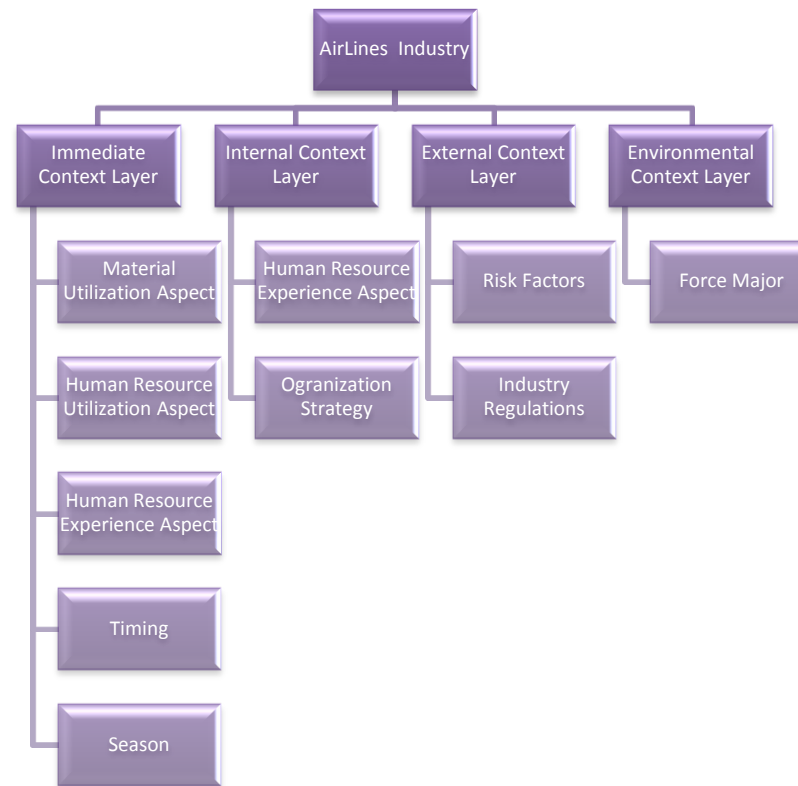 AirLines Industry
Immediate
Context Layer
Internal Context
Layer
External Context
Layer
Environmental
Context Layer
Material
Utilization Aspect
Human Resource
Experience Aspect
Risk Factors
Force Major
Human Resource
Utilization Aspect
Ogranization
Strategy
Industry
Regulations
Human Resource
Experience Aspect
Timing
Season